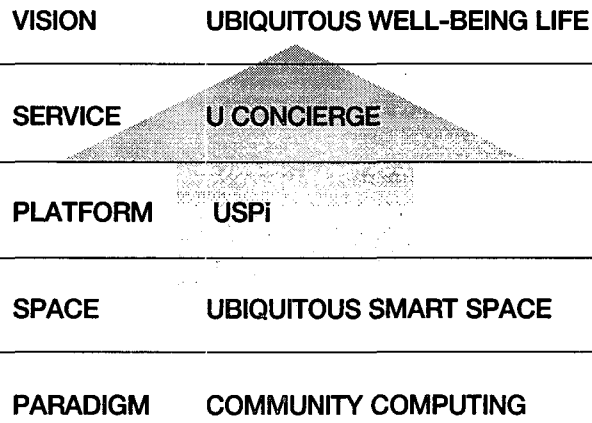 VISION UBIQUITOUS WELL-BEING LIFE
SERVICE U CONCIERGE
PLATFORM USPi
SPACE UBIQUITOUS SMART SPACE
PARADIGM COMMUNITY COMPUTING